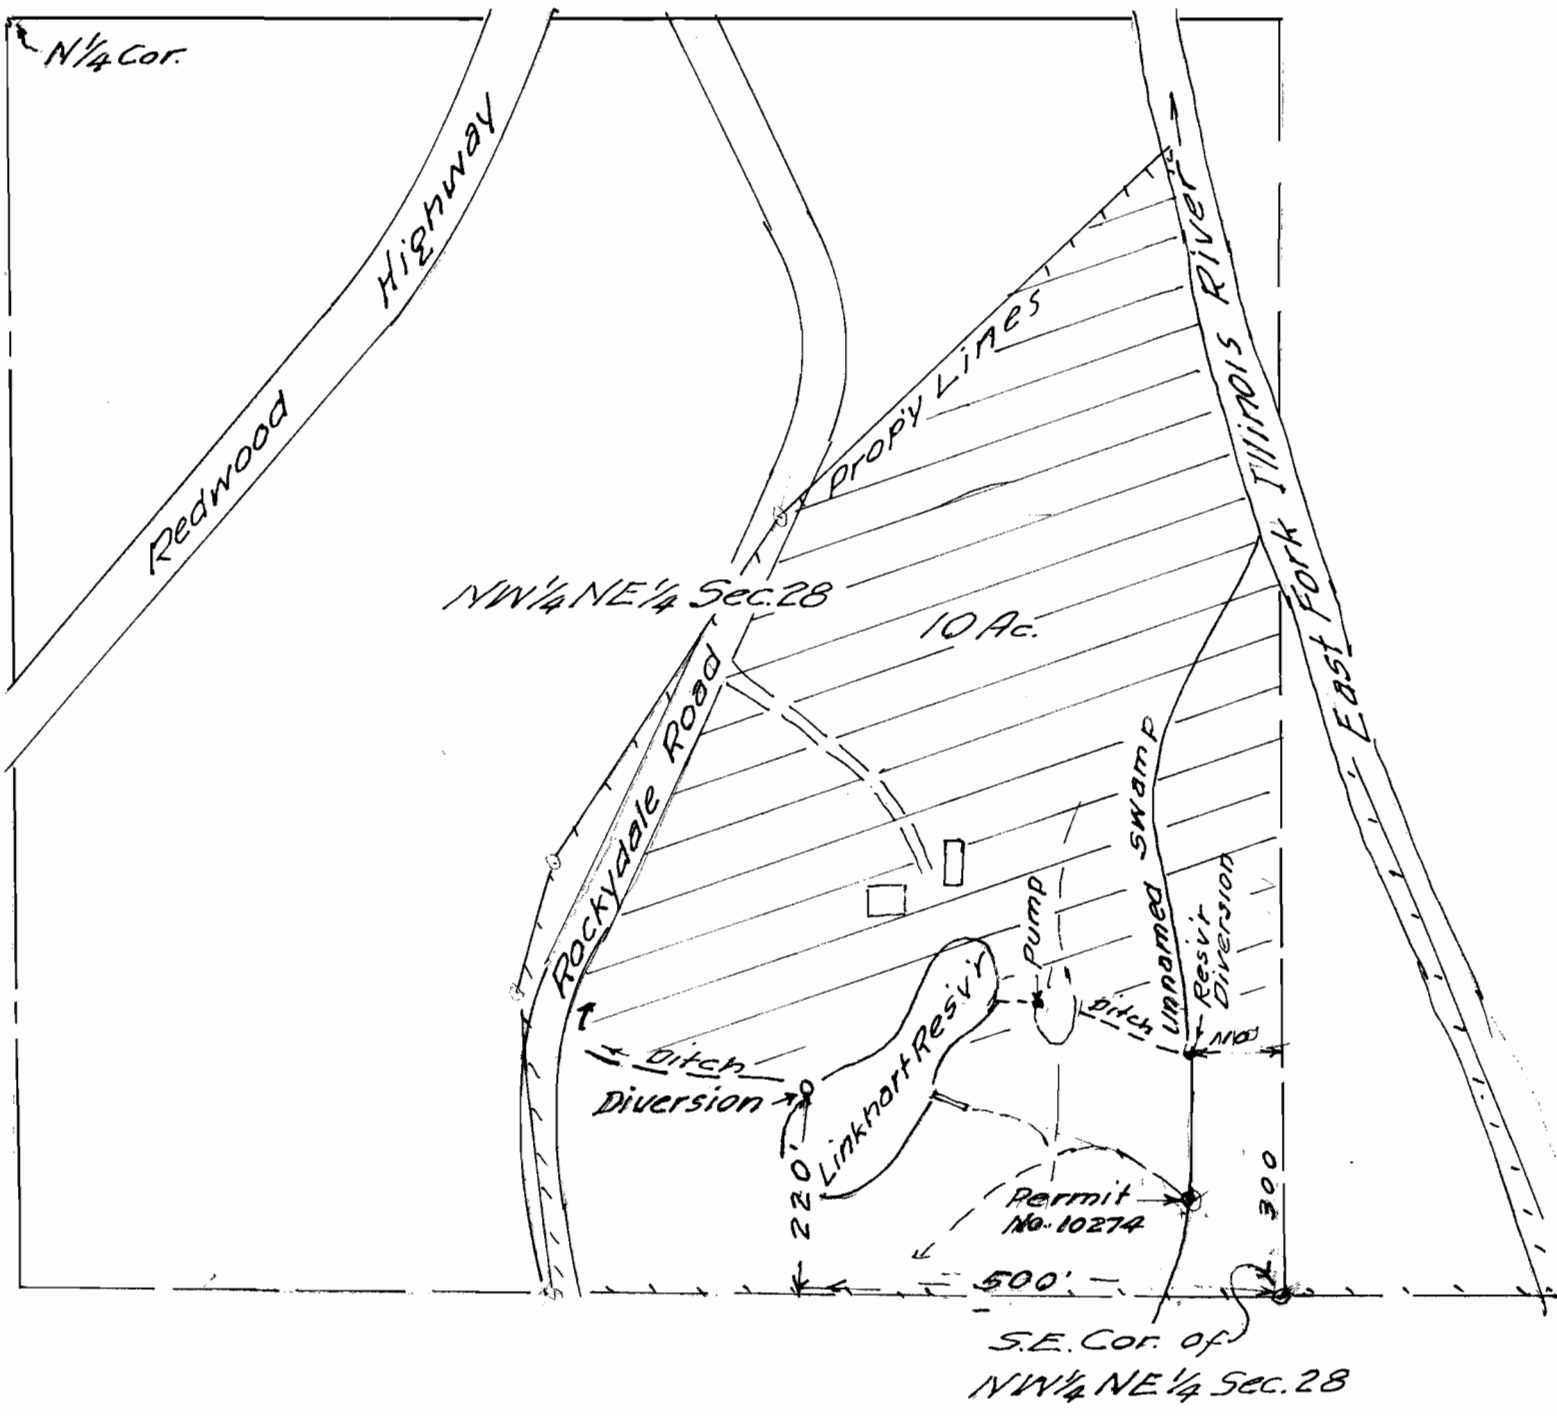 N¼ Cor.
Redwood Highway
Prop'y Lines
East Fork Illinois River
NW¼ NE¼ Sec. 28
10 Ac.
Rockydale Road
Unnamed Swamp
Pump
Resv'r
Diversion
Ditch
Linkhart Resv'r
Ditch
Diversion
220'
300
Permit
No. 10274
500'
S.E. Cor. of
NW¼ NE¼ Sec. 28